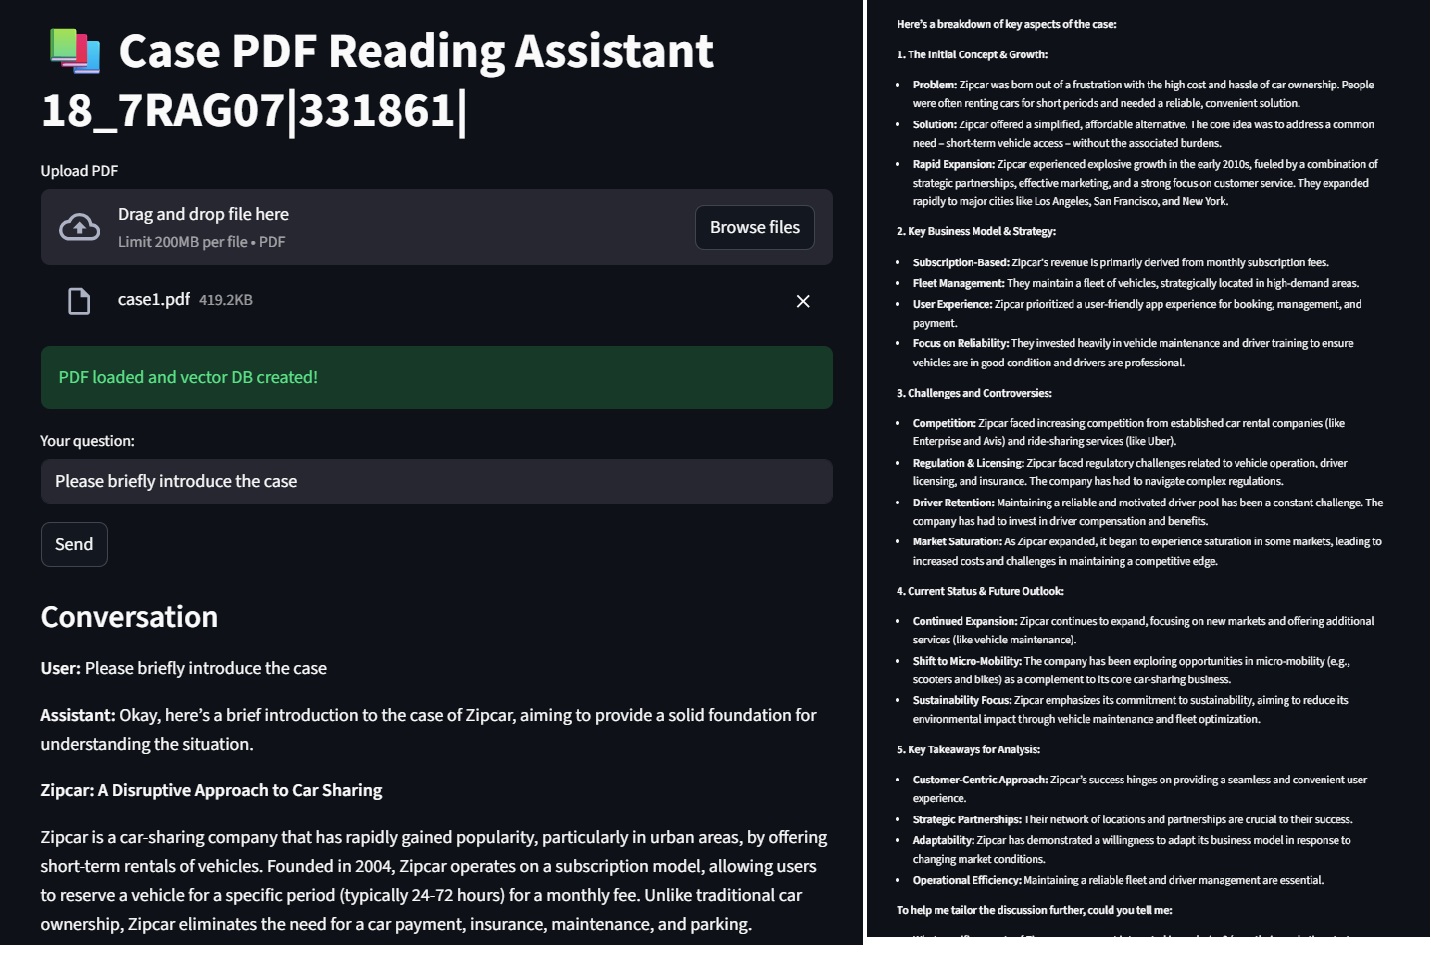 Case PDF Reading Assistant
18_7RAG07|331861|
Upload PDF
Drag and drop file here
Limit 200MB per file • PDF
Browse files
case1.pdf 419.2KB
PDF loaded and vector DB created!
Your question:
Please briefly introduce the case
Send
Conversation
User: Please briefly introduce the case
Assistant: Okay, here's a brief introduction to the case of Zipcar, aiming to provide a solid foundation for
understanding the situation.
Zipcar: A Disruptive Approach to Car Sharing
Zipcar is a car-sharing company that has rapidly gained popularity, particularly in urban areas, by offering
short-term rentals of vehicles. Founded in 2004, Zipcar operates on a subscription model, allowing users
to reserve a vehicle for a specific period (typically 24-72 hours) for a monthly fee. Unlike traditional car
ownership, Zipcar eliminates the need for a car payment, insurance, maintenance, and parking.
Here's a breakdown of key aspects of the case:
1. The Initial Concept & Growth:
• Problem: Zipcar was born out of a frustration with the high cost and hassle of car ownership. People
were often renting cars for short periods and needed a reliable, convenient solution.
• Solution: Zipcar offered a simplified, affordable alternative. The core idea was to address a common
need – short-term vehicle access – without the associated burdens.
• Rapid Expansion: Zipcar experienced explosive growth in the early 2010s, fueled by a combination of
strategic partnerships, effective marketing, and a strong focus on customer service. They expanded
rapidly to major cities like Los Angeles, San Francisco, and New York.
2. Key Business Model & Strategy:
• Subscription-Based: Zipcar's revenue is primarily derived from monthly subscription fees.
• Fleet Management: They maintain a fleet of vehicles, strategically located in high-demand areas.
• User Experience: Zipcar prioritized a user-friendly app experience for booking, management, and
payment.
• Focus on Reliability: They invested heavily in vehicle maintenance and driver training to ensure
vehicles are in good condition and drivers are professional.
3. Challenges and Controversies:
• Competition: Zipcar faced increasing competition from established car rental companies (like
Enterprise and Avis) and ride-sharing services (like Uber).
• Regulation & Licensing: Zipcar faced regulatory challenges related to vehicle operation, driver
licensing, and insurance. The company has had to navigate complex regulations.
• Driver Retention: Maintaining a reliable and motivated driver pool has been a constant challenge. The
company has had to invest in driver compensation and benefits.
• Market Saturation: As Zipcar expanded, it began to experience saturation in some markets, leading to
increased costs and challenges in maintaining a competitive edge.
4. Current Status & Future Outlook:
• Continued Expansion: Zipcar continues to expand, focusing on new markets and offering additional
services (like vehicle maintenance).
• Shift to Micro-Mobility: The company has been exploring opportunities in micro-mobility (e.g.,
scooters and bikes) as a complement to its core car-sharing business.
• Sustainability Focus: Zipcar emphasizes its commitment to sustainability, aiming to reduce its
environmental impact through vehicle maintenance and fleet optimization.
5. Key Takeaways for Analysis:
• Customer-Centric Approach: Zipcar's success hinges on providing a seamless and convenient user
experience.
• Strategic Partnerships: Their network of locations and partnerships are crucial to their success.
• Adaptability: Zipcar has demonstrated a willingness to adapt its business model in response to
changing market conditions.
• Operational Efficiency: Maintaining a reliable fleet and driver management are essential.
To help me tailor the discussion further, could you tell me: